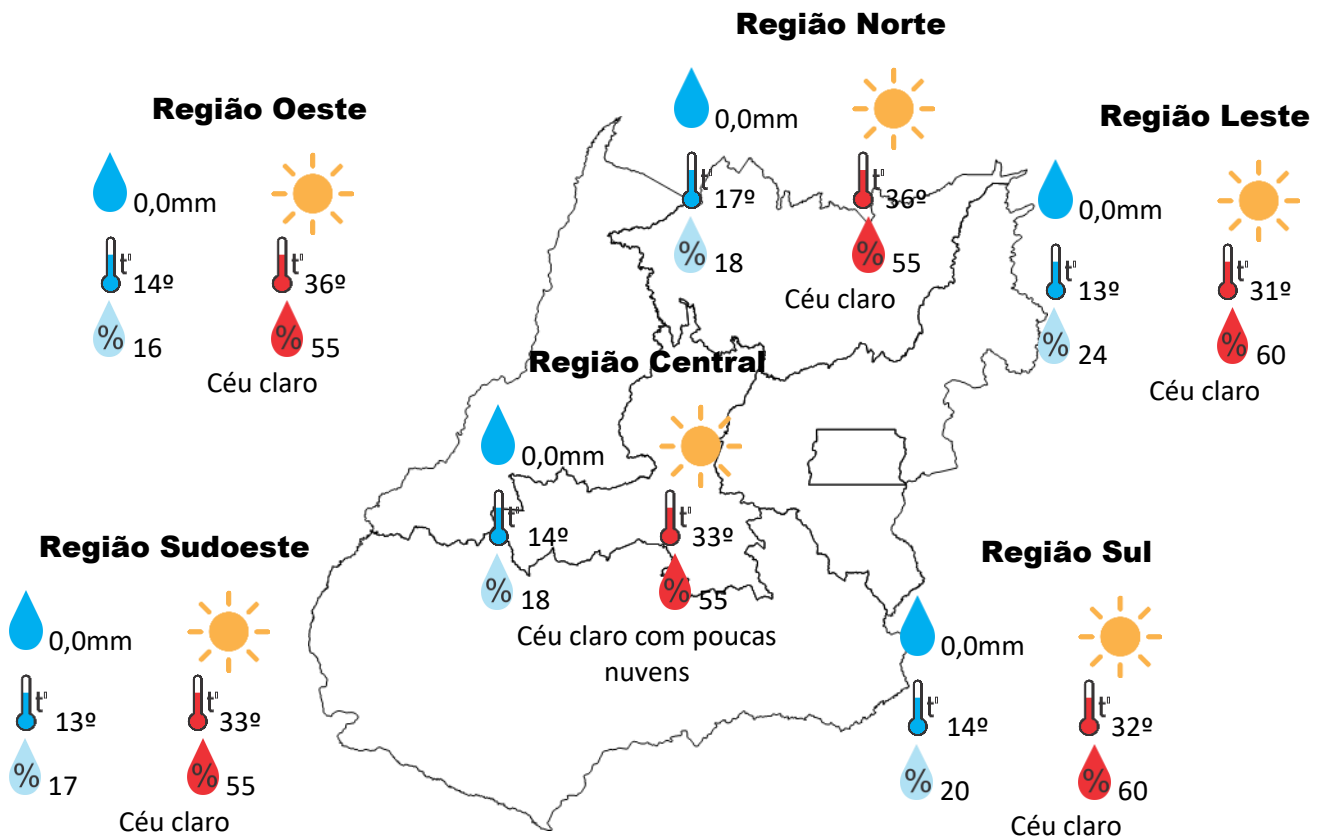 Região Norte
0,0mm
t° 17º
t° 36º
% 18
% 55
Céu claro
Região Oeste
0,0mm
t° 14º
t° 36º
% 16
% 55
Céu claro
Região Leste
0,0mm
t° 13º
t° 31º
% 24
% 60
Céu claro
Região Central
0,0mm
t° 14º
t° 33º
% 18
% 55
Céu claro com poucas
nuvens
Região Sudoeste
0,0mm
t° 13º
t° 33º
% 17
% 55
Céu claro
Região Sul
0,0mm
t° 14º
t° 32º
% 20
% 60
Céu claro